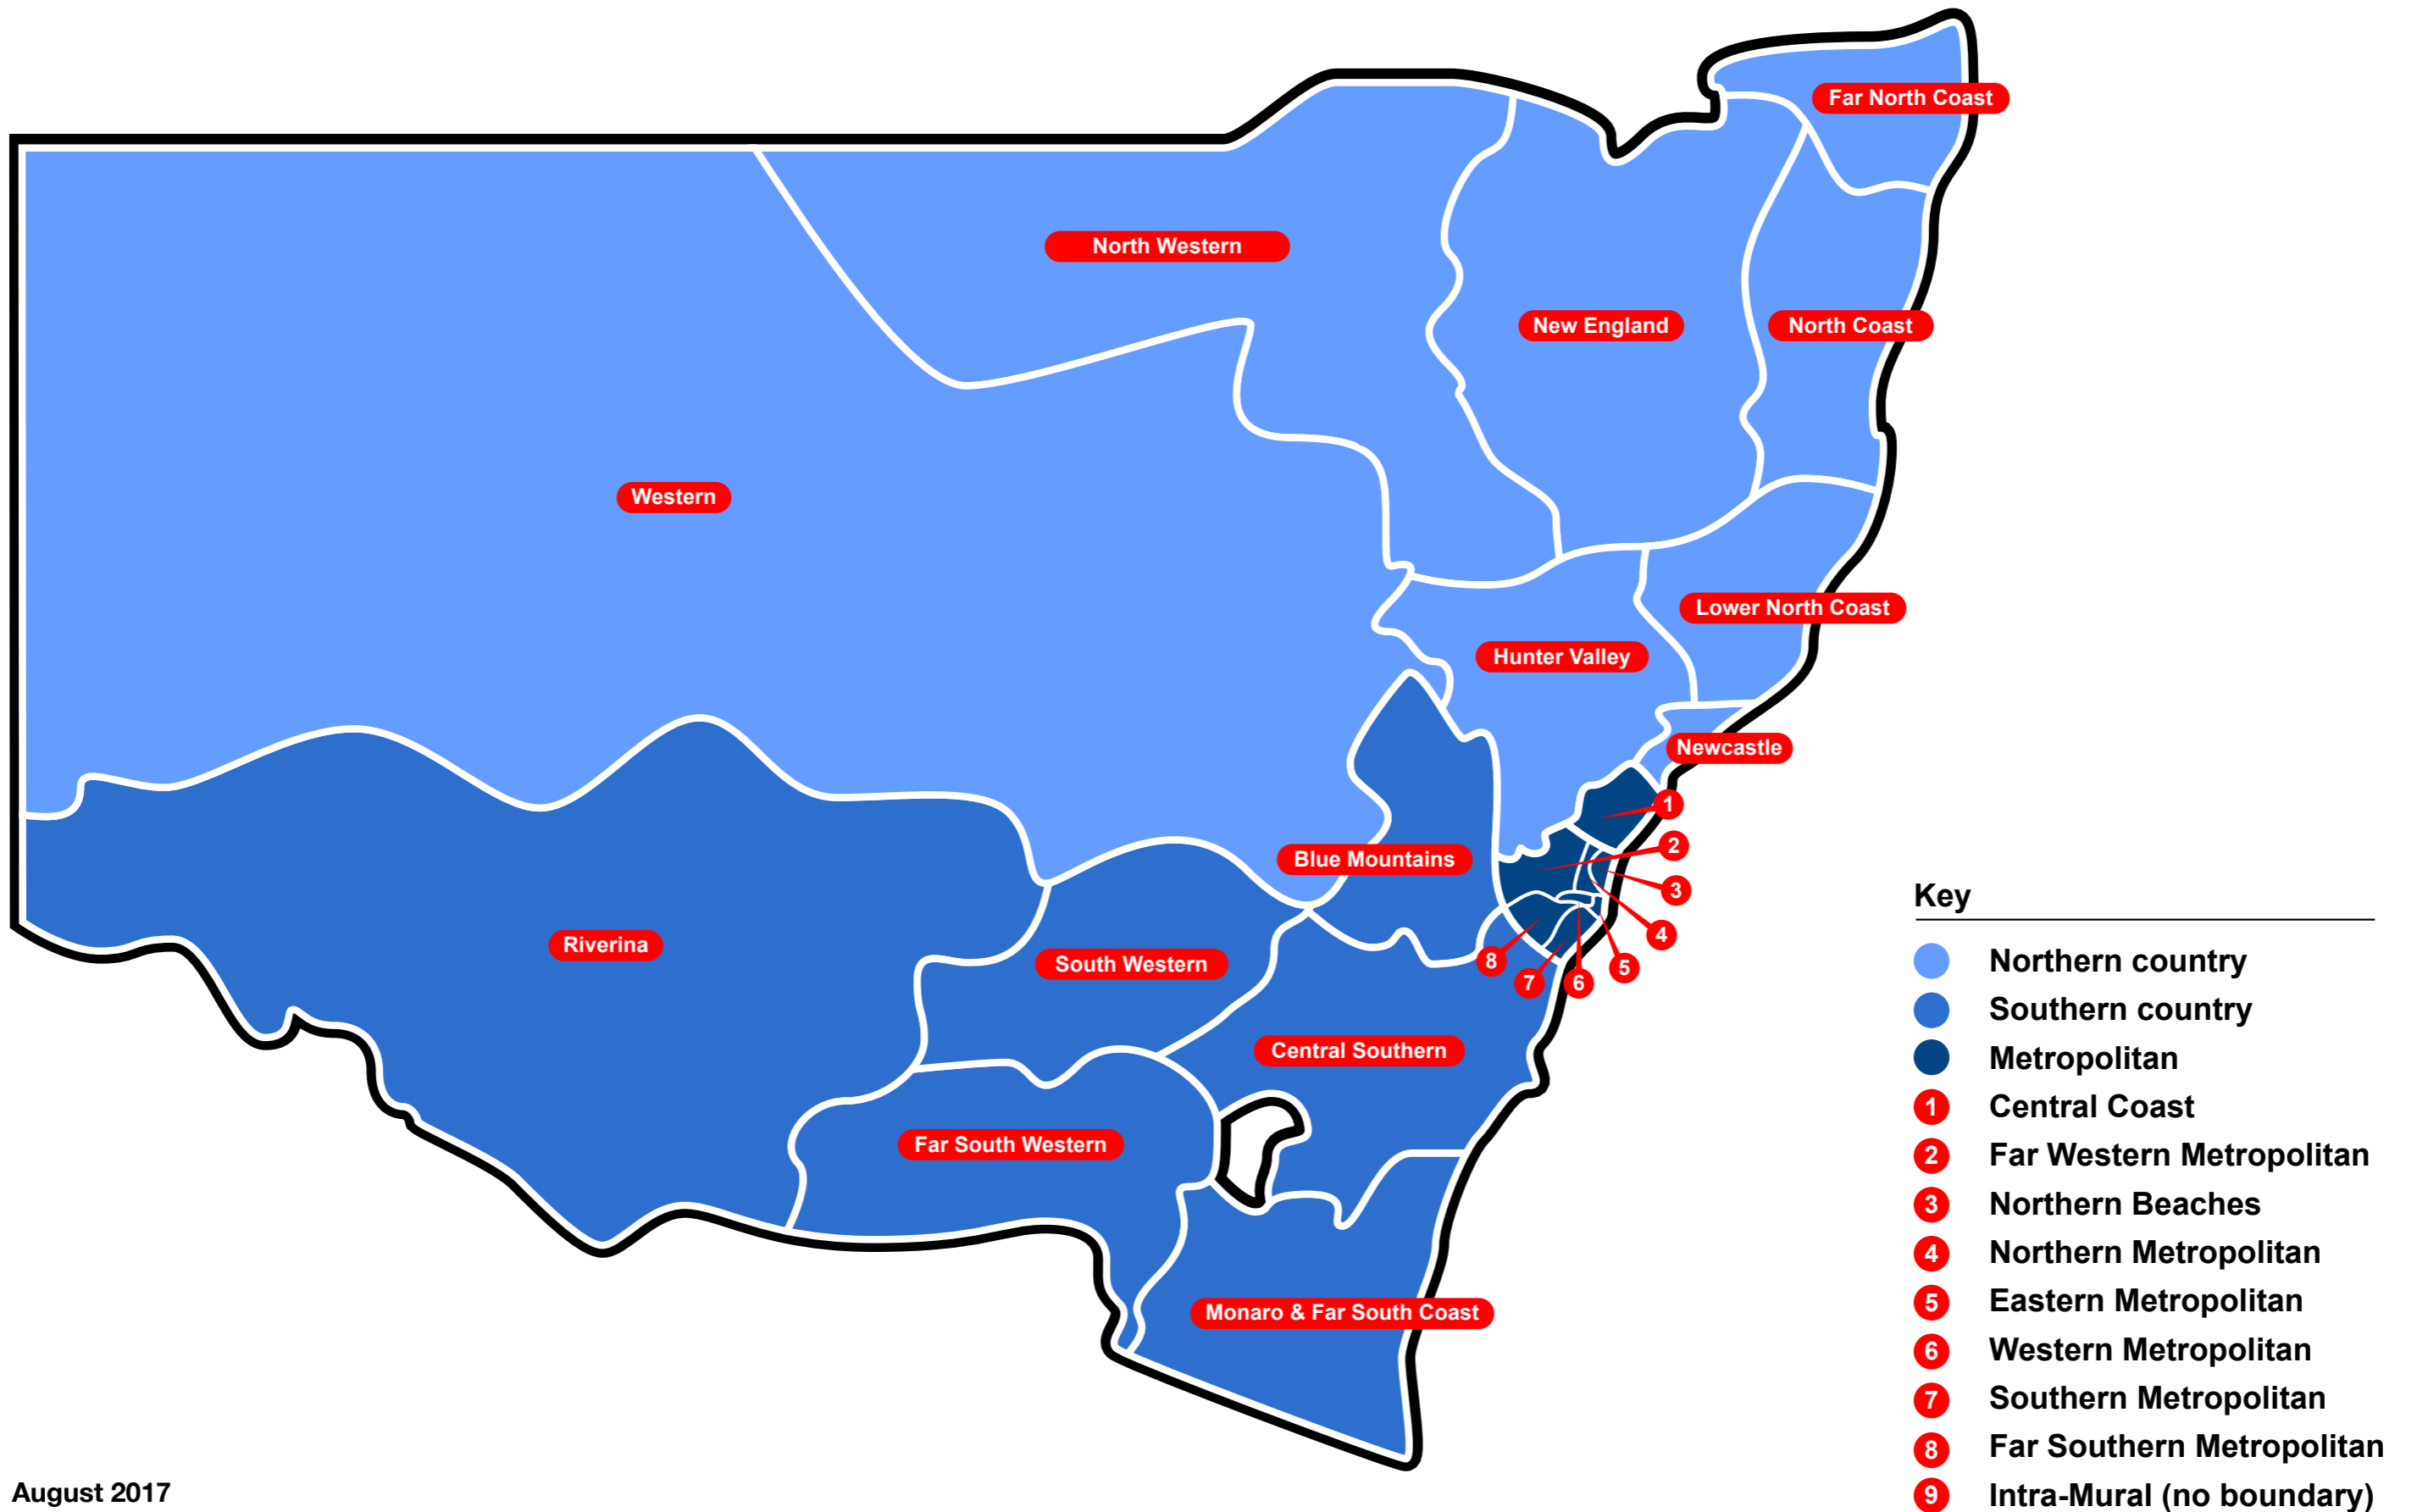 Far North Coast
North Western
New England
North Coast
Western
Lower North Coast
Hunter Valley
Newcastle
1
2
Blue Mountains
3
4
Riverina
South Western
8
5
7
6
Central Southern
Far South Western
Monaro & Far South Coast
Key
Northern country
Southern country
Metropolitan
1 Central Coast
2 Far Western Metropolitan
3 Northern Beaches
4 Northern Metropolitan
5 Eastern Metropolitan
6 Western Metropolitan
7 Southern Metropolitan
8 Far Southern Metropolitan
9 Intra-Mural (no boundary)
August 2017